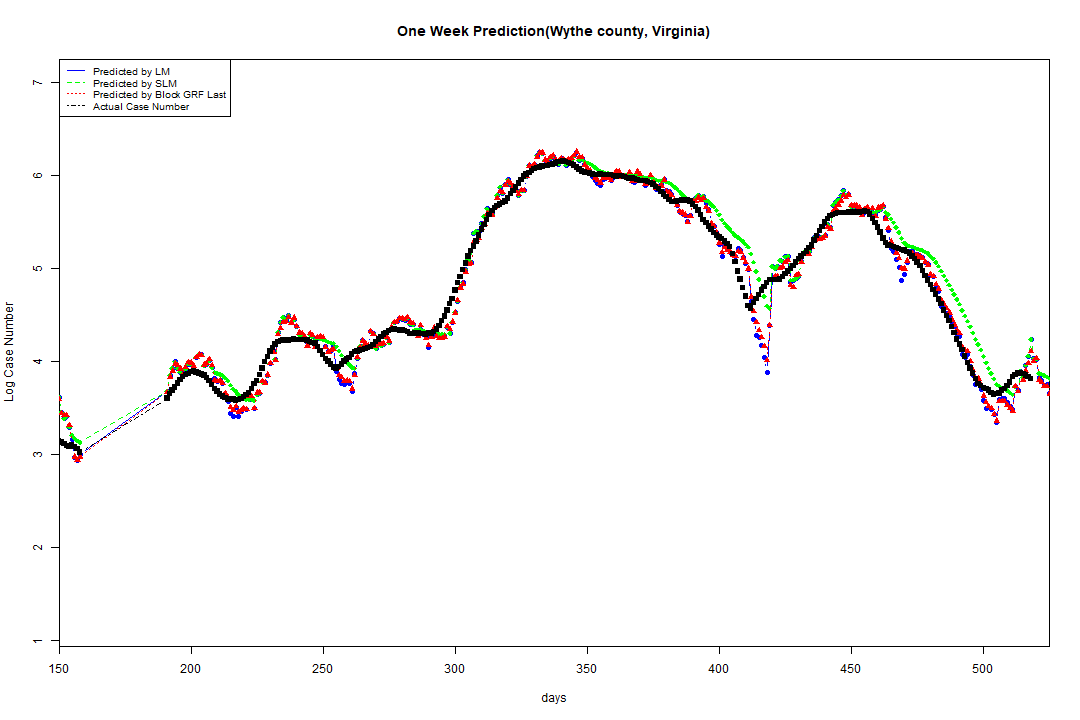 One Week Prediction(Wythe county, Virginia)
Predicted by LM
Predicted by SLM
Predicted by Block GRF Last
Actual Case Number
7
6
5
4
3
2
1
Log Case Number
150 200 250 300 350 400 450 500
days